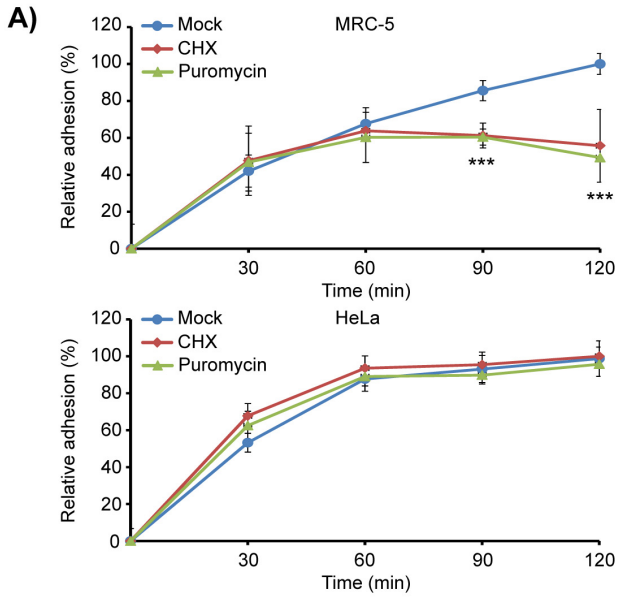 A)
MRC-5
Mock
CHX
Puromycin
Relative adhesion (%)
120
100
80
60
40
20
0
***
***
30 60 90 120
Time (min)
HeLa
Mock
CHX
Puromycin
Relative adhesion (%)
120
100
80
60
40
20
0
30 60 90 120
Time (min)